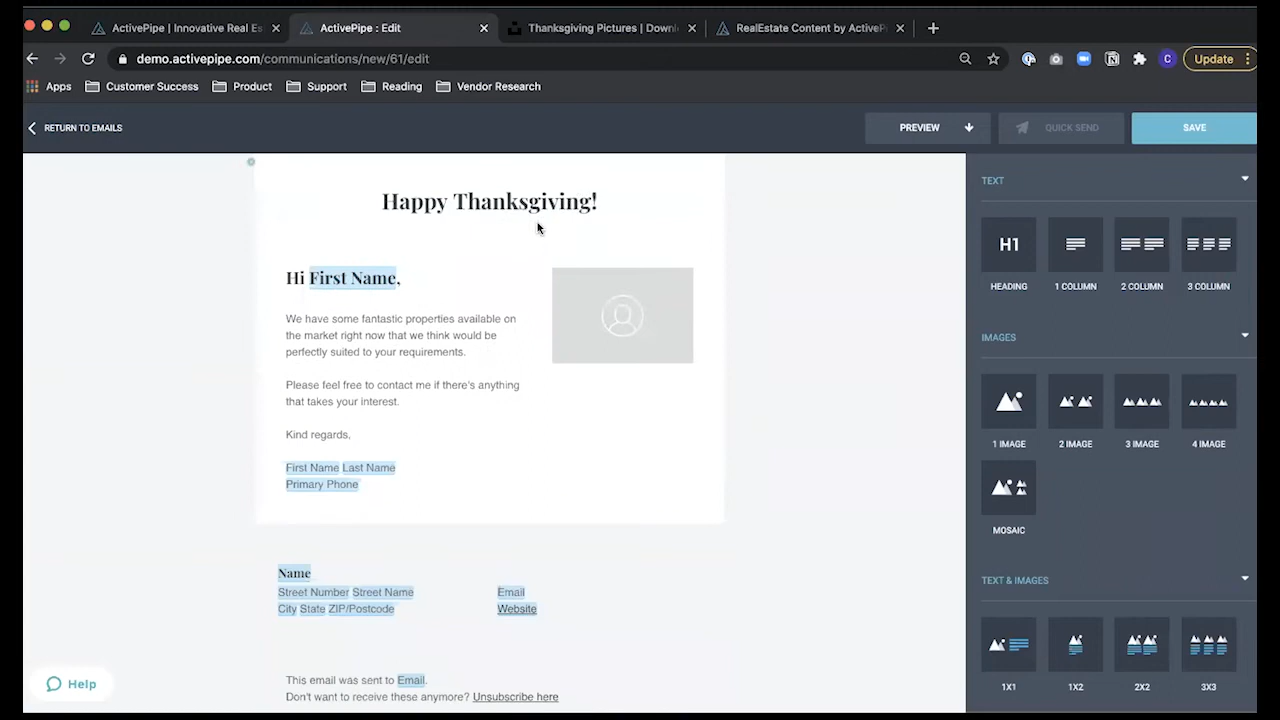 ActivePipe | Innovative Real Es
ActivePipe : Edit
Thanksgiving Pictures | Downl
RealEstate Content by ActiveP
demo.activepipe.com/communications/new/61/edit
C
Update
Apps
Customer Success
Product
Support
Reading
Vendor Research
RETURN TO EMAILS
PREVIEW
QUICK SEND
SAVE
Happy Thanksgiving!
Hi First Name,
We have some fantastic properties available on
the market right now that we think would be
perfectly suited to your requirements.
Please feel free to contact me if there's anything
that takes your interest.
Kind regards,
First Name Last Name
Primary Phone
Name
Street Number Street Name
City State ZIP/Postcode
Email
Website
This email was sent to Email.
Don't want to receive these anymore? Unsubscribe here
Help
TEXT
H1
HEADING
1 COLUMN
2 COLUMN
3 COLUMN
IMAGES
1 IMAGE
2 IMAGE
3 IMAGE
4 IMAGE
MOSAIC
TEXT & IMAGES
1X1
1X2
2X2
3X3